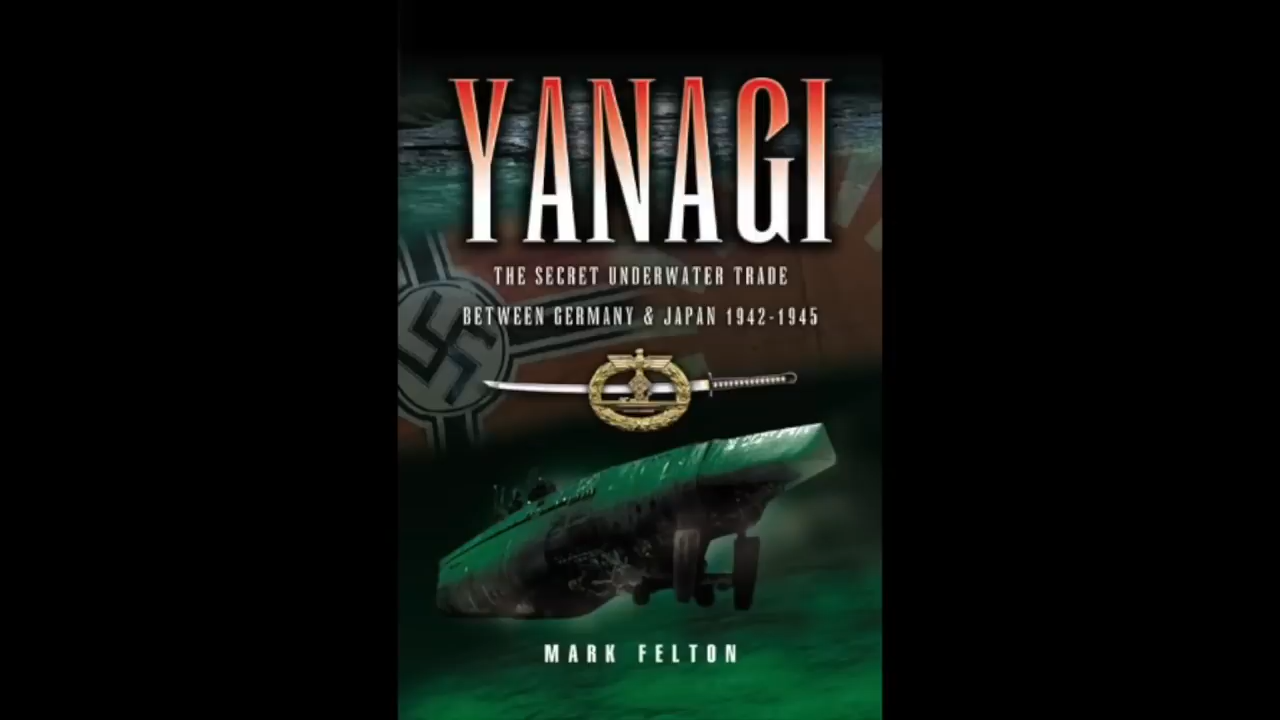 YANAGI
THE SECRET UNDERWATER TRADE
BETWEEN GERMANY & JAPAN 1942-1945
MARK FELTON